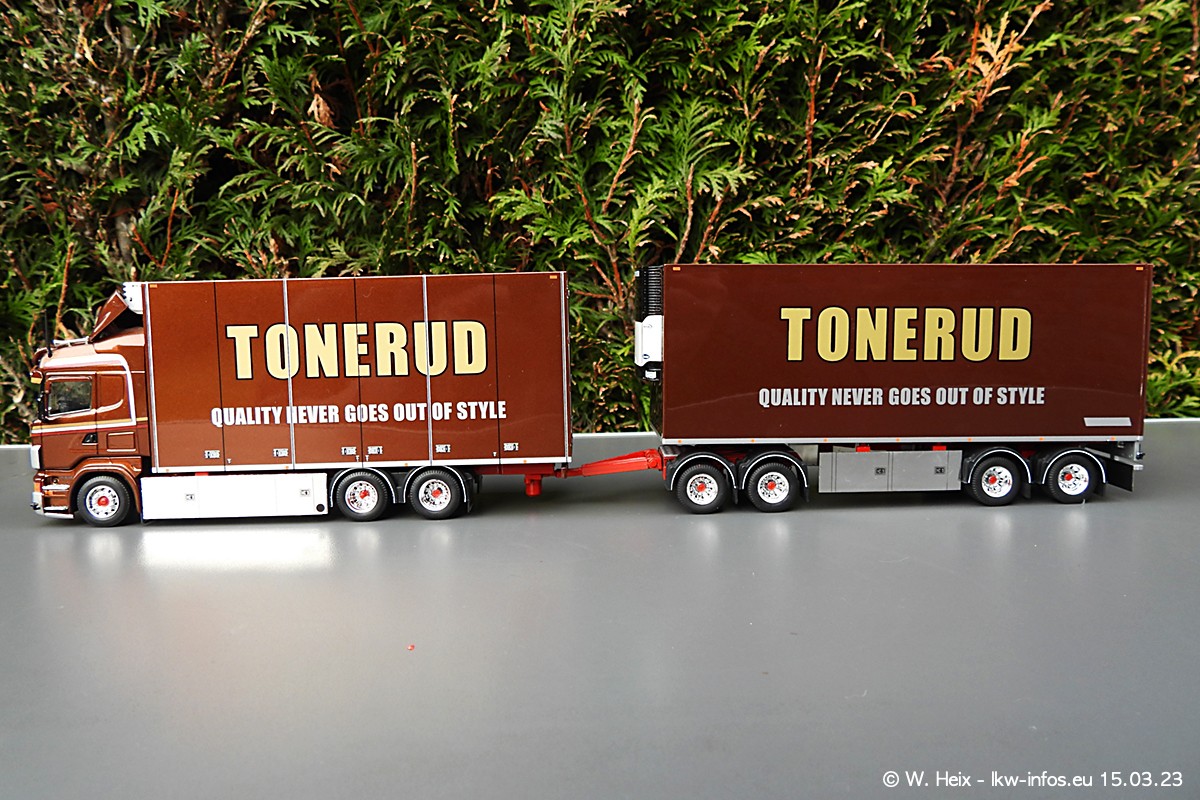 TONERUD
QUALITY NEVER GOES OUT OF STYLE
TONERUD
QUALITY NEVER GOES OUT OF STYLE
© W. Heix - lkw-infos.eu 15.03.23